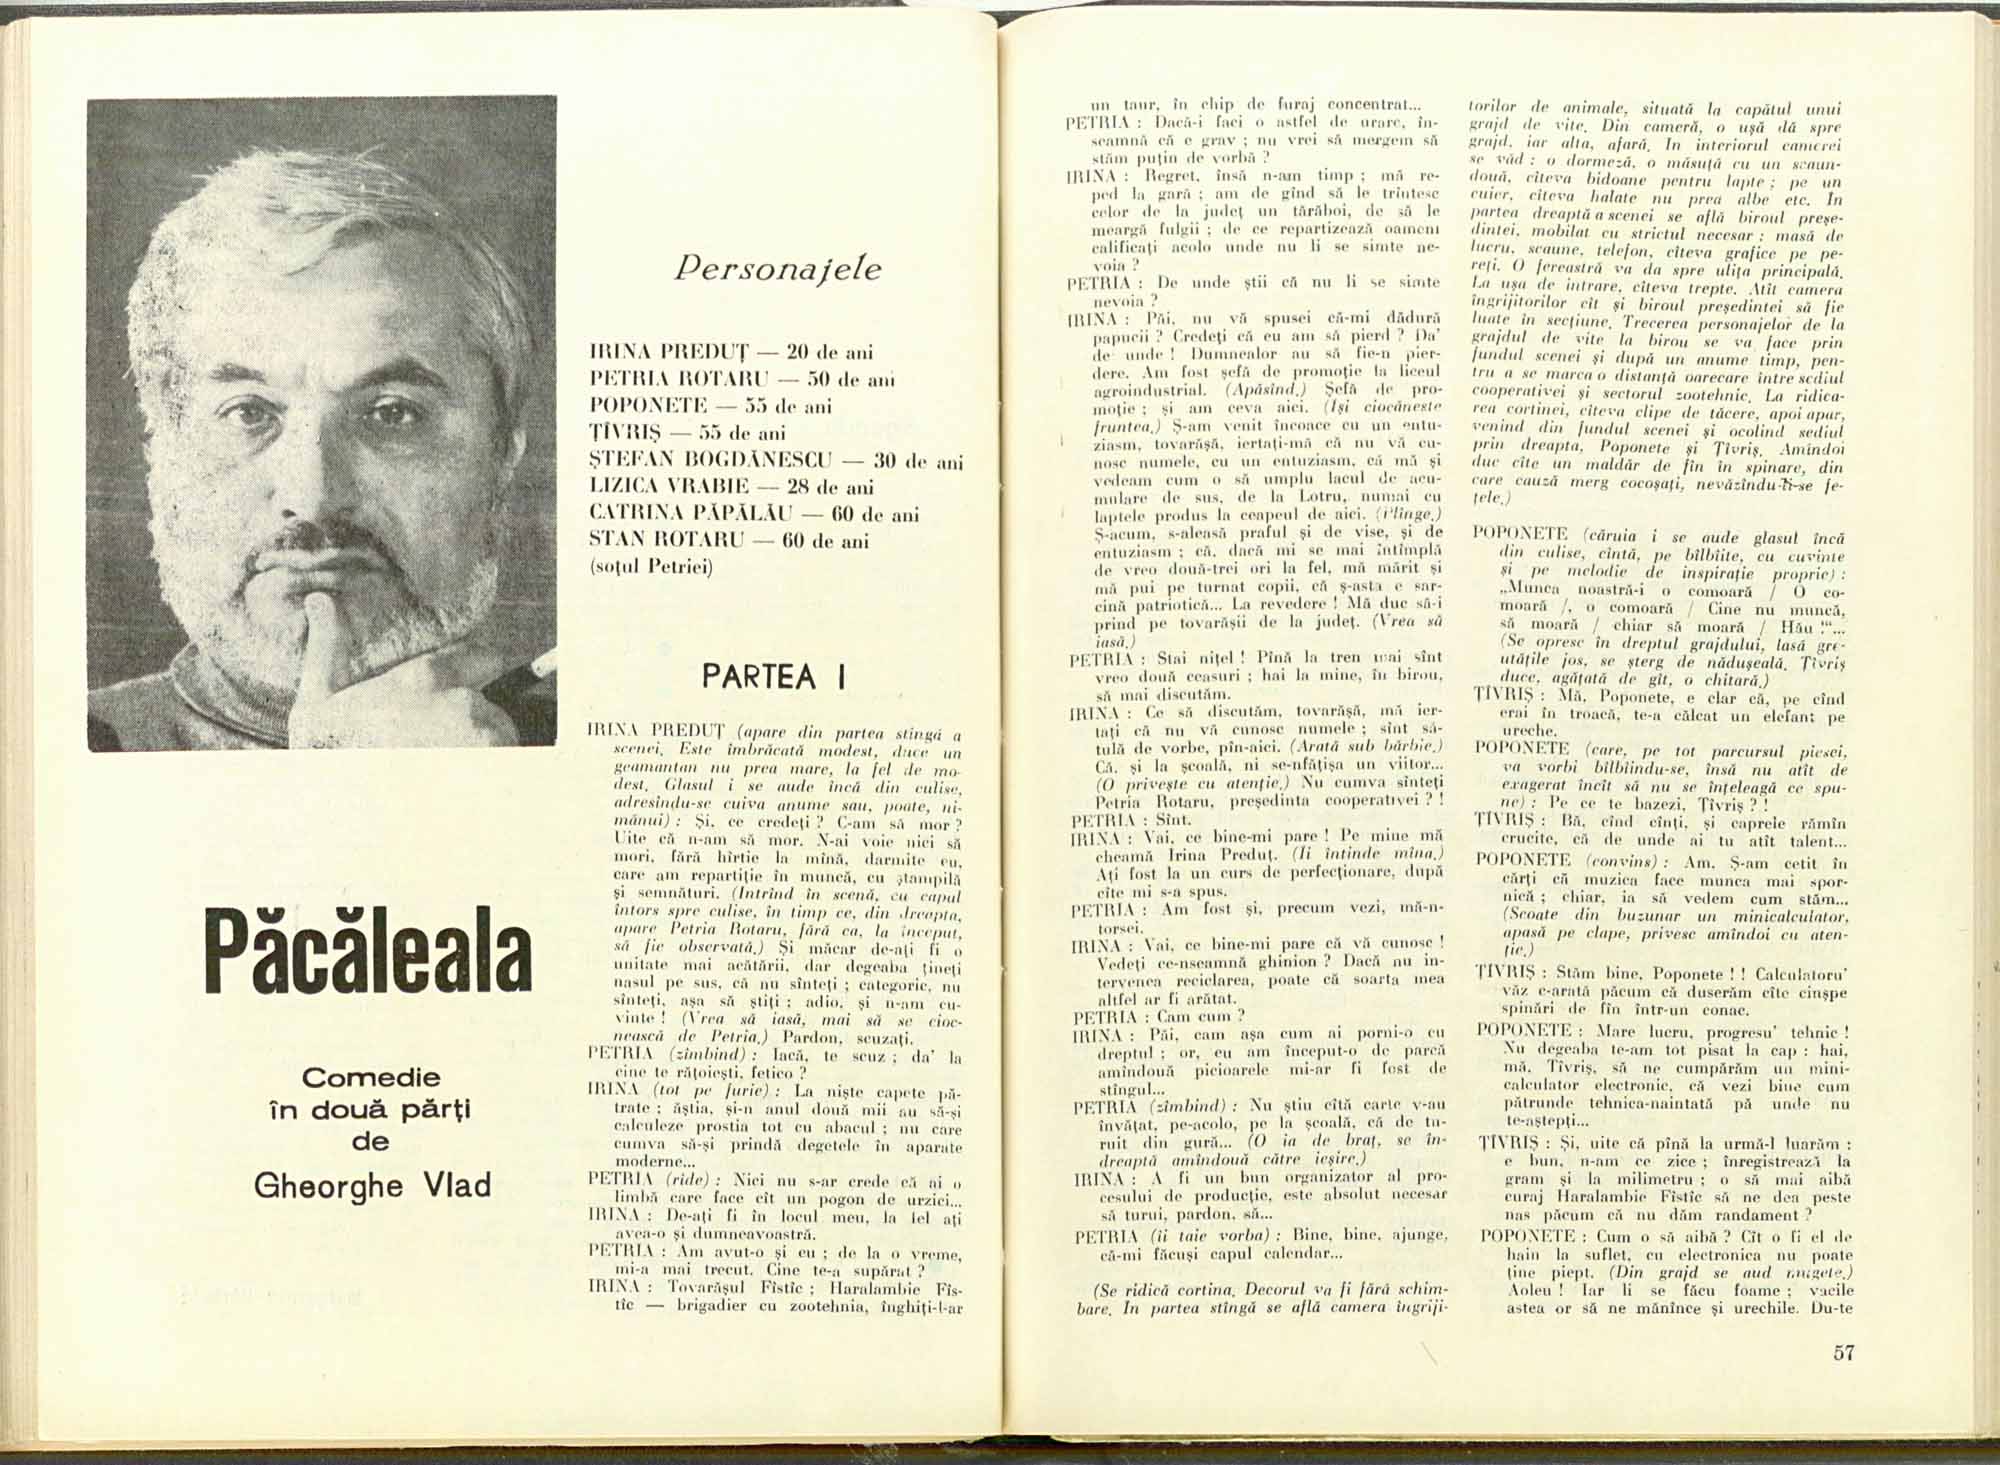 Păcăleala
Comedie
în două părți
de
Gheorghe Vlad
Personajele
IRINA PREDUȚ — 20 de ani
PETRIA ROTARU — 50 de ani
POPONETE — 55 de ani
ȚÎVRIȘ — 55 de ani
ȘTEFAN BOGDĂNESCU — 30 de ani
LIZICA VRABIE — 28 de ani
CATRINA PĂPĂLĂU — 60 de ani
STAN ROTARU — 60 de ani
(soțul Petriei)
PARTEA I
IRINA PREDUȚ (apare din partea stîngă a
scenei. Este îmbrăcată modest, duce un
geamantan nu prea mare, la fel de mo-
dest. Glasul i se aude încă din culise,
adresîndu-se cuiva anume sau, poate, ni-
mănui) : Și, ce credeți ? C-am să mor ?
Uite că n-am să mor. N-ai voie nici să
mori, fără hîrtie la mînă, darmite eu,
care am repartiție în muncă, cu ștampilă
și semnături. (Intrînd în scenă, cu capul
întors spre culise, în timp ce, din dreapta,
apare Petria Rotaru, fără ca, la început,
să fie observată.) Și măcar de-ați fi o
unitate mai acătării, dar degeaba țineți
nasul pe sus, că nu sînteți ; categoric, nu
sînteți, așa să știți ; adio, și n-am cu-
vinte ! (Vrea să iasă, mai să se cioc-
nească de Petria.) Pardon, scuzați.
PETRIA (zîmbind) : Iacă, te scuz ; da' la
cine te rățoiești, fetico ?
IRINA (tot pe furie) : La niște capete pă-
trate ; ăștia, și-n anul două mii au să-și
calculeze prostia tot cu abacul ; nu care
cumva să-și prindă degetele în aparate
moderne...
PETRIA (ride) : Nici nu s-ar crede că ai o
limbă care face cît un pogon de urzici...
IRINA : De-ați fi în locul meu, la fel ați
avea-o și dumneavoastră.
PETRIA : Am avut-o și eu ; de la o vreme,
mi-a mai trecut. Cine te-a supărat ?
IRINA : Tovarășul Fîstîc ; Haralambie Fîs-
tîc — brigadier cu zootehnia, înghiți-l-ar
un taur, în chip de furaj concentrat...
PETRIA : Dacă-i faci o astfel de urare, în-
seamnă că e grav ; nu vrei să mergem să
stăm puțin de vorbă ?
IRINA : Regret, însă n-am timp ; mă re-
ped la gară ; am de gînd să le trîntesc
celor de la județ un tărăboi, de să le
meargă fulgii ; de ce repartizează oameni
calificați acolo unde nu li se simte ne-
voia ?
PETRIA : De unde știi că nu li se simte
nevoia ?
IRINA : Păi, nu vă spusei că-mi dădură
papucii ? Credeți că eu am să pierd ? Da'
de unde ! Dumnealor au să fie-n pier-
dere. Am fost șefă de promoție la liceul
agroindustrial. (Apăsînd.) Șefă de pro-
moție ; și am ceva aici. (Își ciocănește
fruntea.) Ș-am venit încoace cu un entu-
ziasm, tovarășă, iertați-mă că nu vă cu-
nosc numele, cu un entuziasm, că mă și
vedeam cum o să umplu lacul de acu-
mulare de sus, de la Lotru, numai cu
laptele produs la ceapeul de aici. (Plînge.)
Ș-acum, s-aleasă praful și de vise, și de
entuziasm ; că, dacă mi se mai întîmplă
de vreo două-trei ori la fel, mă mărit și
mă pui pe turnat copii, că ș-asta e sar-
cină patriotică... La revedere ! Mă duc să-i
prind pe tovarășii de la județ. (Vrea să
iasă.)
PETRIA : Stai nițel ! Pînă la tren mai sînt
vreo două ceasuri ; hai la mine, în birou,
să mai discutăm.
IRINA : Ce să discutăm, tovarășă, mă ier-
tați că nu vă cunosc numele ; sînt să-
tulă de vorbe, pîn-aici. (Arată sub bărbie.)
Că, și la școală, ni se-nfățișa un viitor...
(O privește cu atenție.) Nu cumva sînteți
Petria Rotaru, președinta cooperativei ? !
PETRIA : Sînt.
IRINA : Vai, ce bine-mi pare ! Pe mine mă
cheamă Irina Preduț. (Îi întinde mîna.)
Ați fost la un curs de perfecționare, după
cîte mi s-a spus.
PETRIA : Am fost și, precum vezi, mă-n-
torsei.
IRINA : Vai, ce bine-mi pare că vă cunosc !
Vedeți ce-nseamnă ghinion ? Dacă nu in-
tervenea reciclarea, poate că soarta mea
altfel ar fi arătat.
PETRIA : Cam cum ?
IRINA : Păi, cam așa cum ai porni-o cu
dreptul ; or, eu am început-o de parcă
amîndouă picioarele mi-ar fi fost de
stîngul...
PETRIA (zîmbind) : Nu știu cîtă carte v-au
învățat, pe-acolo, pe la școală, că de tu-
ruit din gură... (O ia de braț, se în-
dreaptă amîndouă către ieșire.)
IRINA : A fi un bun organizator al pro-
cesului de producție, este absolut necesar
să turui, pardon, să...
PETRIA (îi taie vorba) : Bine, bine, ajunge,
că-mi făcuși capul calendar...
(Se ridică cortina. Decorul va fi fără schim-
bare. În partea stîngă se află camera îngriji-
torilor de animale, situată la capătul unui
grajd de vite. Din cameră, o ușă dă spre
grajd, iar alta, afară. În interiorul camerei
se văd : o dormeză, o măsuță cu un scaun-
două, cîteva bidoane pentru lapte ; pe un
cuier, cîteva halate nu prea albe etc. În
partea dreaptă a scenei se află biroul preșe-
dintei, mobilat cu strictul necesar : masă de
lucru, scaune, telefon, cîteva grafice pe pe-
reți. O fereastră va da spre ulița principală.
La ușa de intrare, cîteva trepte. Atît camera
îngrijitorilor cît și biroul președintei să fie
luate în secțiune. Trecerea personajelor de la
grajdul de vite la birou se va face prin
fundul scenei și după un anume timp, pen-
tru a se marca o distanță oarecare între sediul
cooperativei și sectorul zootehnic. La ridica-
rea cortinei, cîteva clipe de tăcere, apoi apar,
venind din fundul scenei și ocolind sediul
prin dreapta, Poponete și Țîvriș. Amîndoi
duc cîte un maldăr de fîn în spinare, din
care cauză merg cocoșați, nevăzîndu-li-se fe-
țele.)
POPONETE (căruia i se aude glasul încă
din culise, cîntă, pe bîlbîite, cu cuvinte
și pe melodie de inspirație proprie) :
„Munca noastră-i o comoară / O co-
moară /, o comoară / Cine nu muncă,
să moară / chiar să moară / Hău !“...
(Se opresc în dreptul grajdului, lasă gre-
utățile jos, se șterg de nădușeală. Țîvriș
duce, agățată de gît, o chitară.)
ȚÎVRIȘ : Mă, Poponete, e clar că, pe cînd
erai în troacă, te-a călcat un elefant pe
ureche.
POPONETE (care, pe tot parcursul piesei,
va vorbi bîlbîindu-se, însă nu atît de
exagerat încît să nu se înțeleagă ce spu-
ne) : Pe ce te bazezi, Țîvriș ? !
ȚÎVRIȘ : Bă, cînd cînți, și caprele rămîn
crucite, că de unde ai tu atît talent...
POPONETE (convins) : Am. Ș-am cetit în
cărți că muzica face munca mai spor-
nică ; chiar, ia să vedem cum stăm...
(Scoate din buzunar un minicalculator,
apasă pe clape, privesc amîndoi cu aten-
ție.)
ȚÎVRIȘ : Stăm bine, Poponete ! ! Calculatoru'
văz c-arată păcum că duserăm cîte cinșpe
spinări de fîn într-un conac.
POPONETE : Mare lucru, progresu' tehnic !
Nu degeaba te-am tot pisat la cap : hai,
mă, Țîvriș, să ne cumpărăm un mini-
calculator electronic, că vezi bine cum
pătrunde tehnica-naintată pă unde nu
te-aștepți...
ȚÎVRIȘ : Și, uite că pînă la urmă-l luarăm :
e bun, n-am ce zice ; înregistrează la
gram și la milimetru ; o să mai aibă
curaj Haralambie Fîstîc să ne dea peste
nas păcum că nu dăm randament ?
POPONETE : Cum o să aibă ? Cît o fi el de
hain la suflet, cu electronica nu poate
ține piept. (Din grajd se aud mugete.)
Aoleu ! Iar li se făcu foame ; vacile
astea or să ne mănînce și urechile. Du-te
57